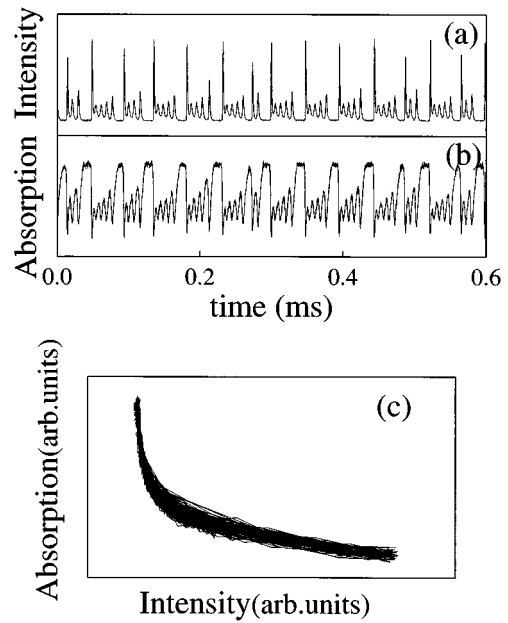 (a)
Intensity
(b)
Absorption
0.0 0.2 0.4 0.6
time (ms)
(c)
Absorption(arb.units)
Intensity(arb.units)